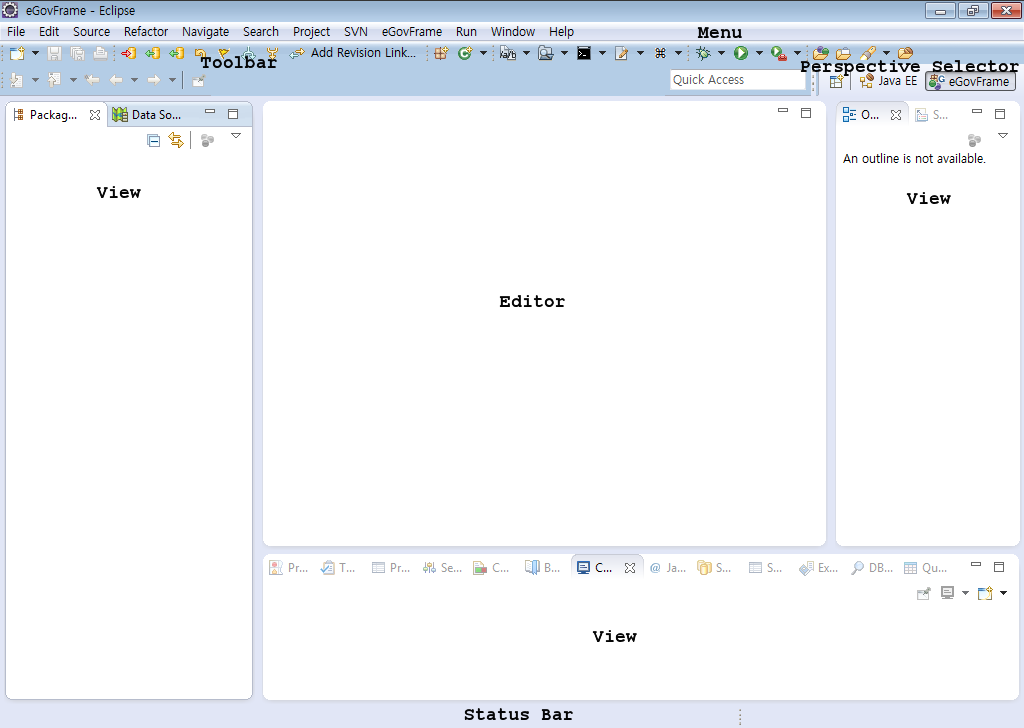 eGovFrame - Eclipse
File Edit Source Refactor Navigate Search Project SVN eGovFrame Run Window Help
Menu
Add Revision Link...
Toolbar
Perspective Selector
Quick Access
Java EE
eGovFrame
Packag... Data So...
O... S...
An outline is not available.
View
View
Editor
Pr... T... Pr... Se... C... B... C... @ Ja... S... S... Ex... DB... Qu...
View
Status Bar